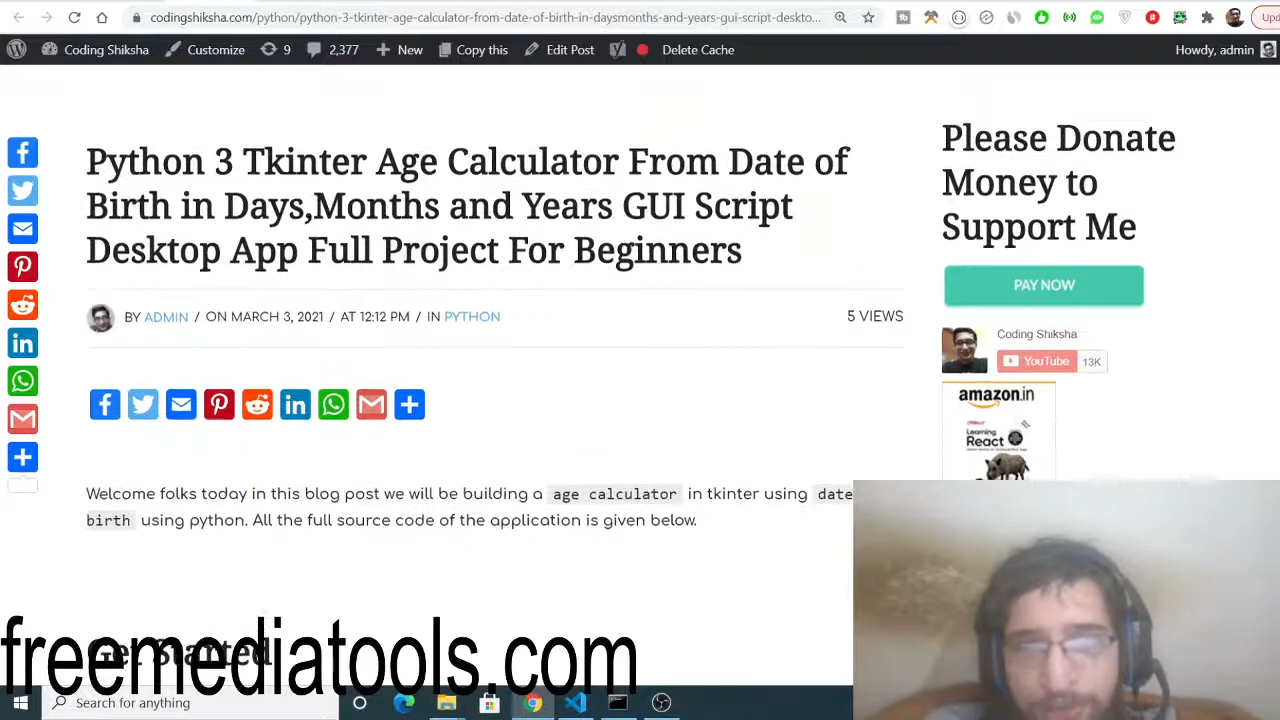 codingshiksha.com/python/python-3-tkinter-age-calculator-from-date-of-birth-in-daysmonths-and-years-gui-script-deskto...
Upd
Coding Shiksha
Customize
9
2,377
New
Copy this
Edit Post
Delete Cache
Howdy, admin
Python 3 Tkinter Age Calculator From Date of
Birth in Days,Months and Years GUI Script
Desktop App Full Project For Beginners
BY ADMIN / ON MARCH 3, 2021 / AT 12:12 PM / IN PYTHON
5 VIEWS
Welcome folks today in this blog post we will be building a age calculator in tkinter using date
birth using python. All the full source code of the application is given below.
Get Started
Please Donate
Money to
Support Me
PAY NOW
Coding Shiksha
YouTube 13K
amazon.in
Learning
React
freemediatools.com
Search for anything